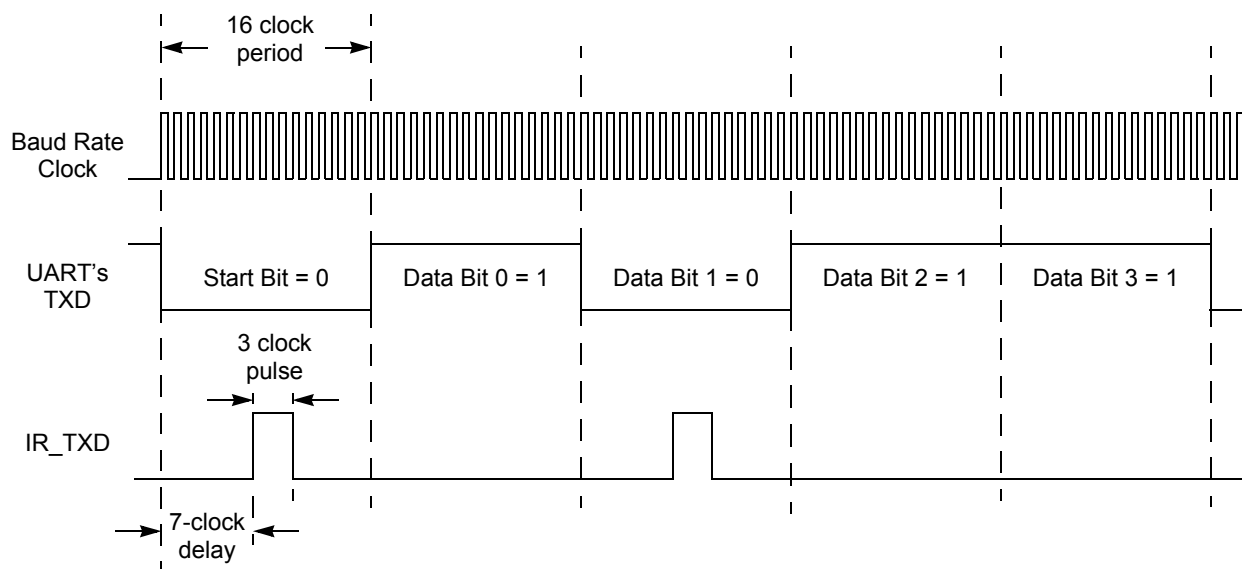 16 clock
period
Baud Rate
Clock
UART's
TXD
Start Bit = 0
Data Bit 0 = 1
Data Bit 1 = 0
Data Bit 2 = 1
Data Bit 3 = 1
3 clock
pulse
IR_TXD
7-clock
delay